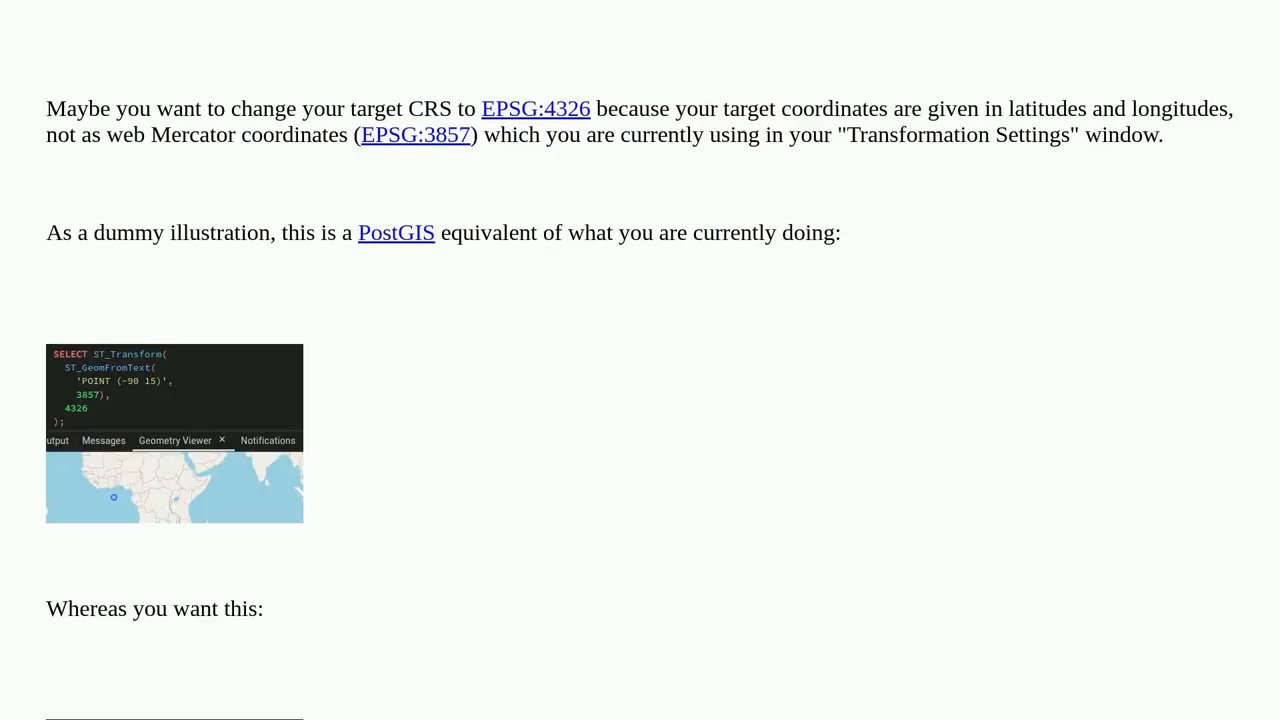 Maybe you want to change your target CRS to EPSG:4326 because your target coordinates are given in latitudes and longitudes,
not as web Mercator coordinates (EPSG:3857) which you are currently using in your "Transformation Settings" window.
As a dummy illustration, this is a PostGIS equivalent of what you are currently doing:
SELECT ST_Transform(
ST_GeomFromText(
'POINT (-90 15)',
3857),
4326
);
utput Messages Geometry Viewer ✕ Notifications
Whereas you want this: